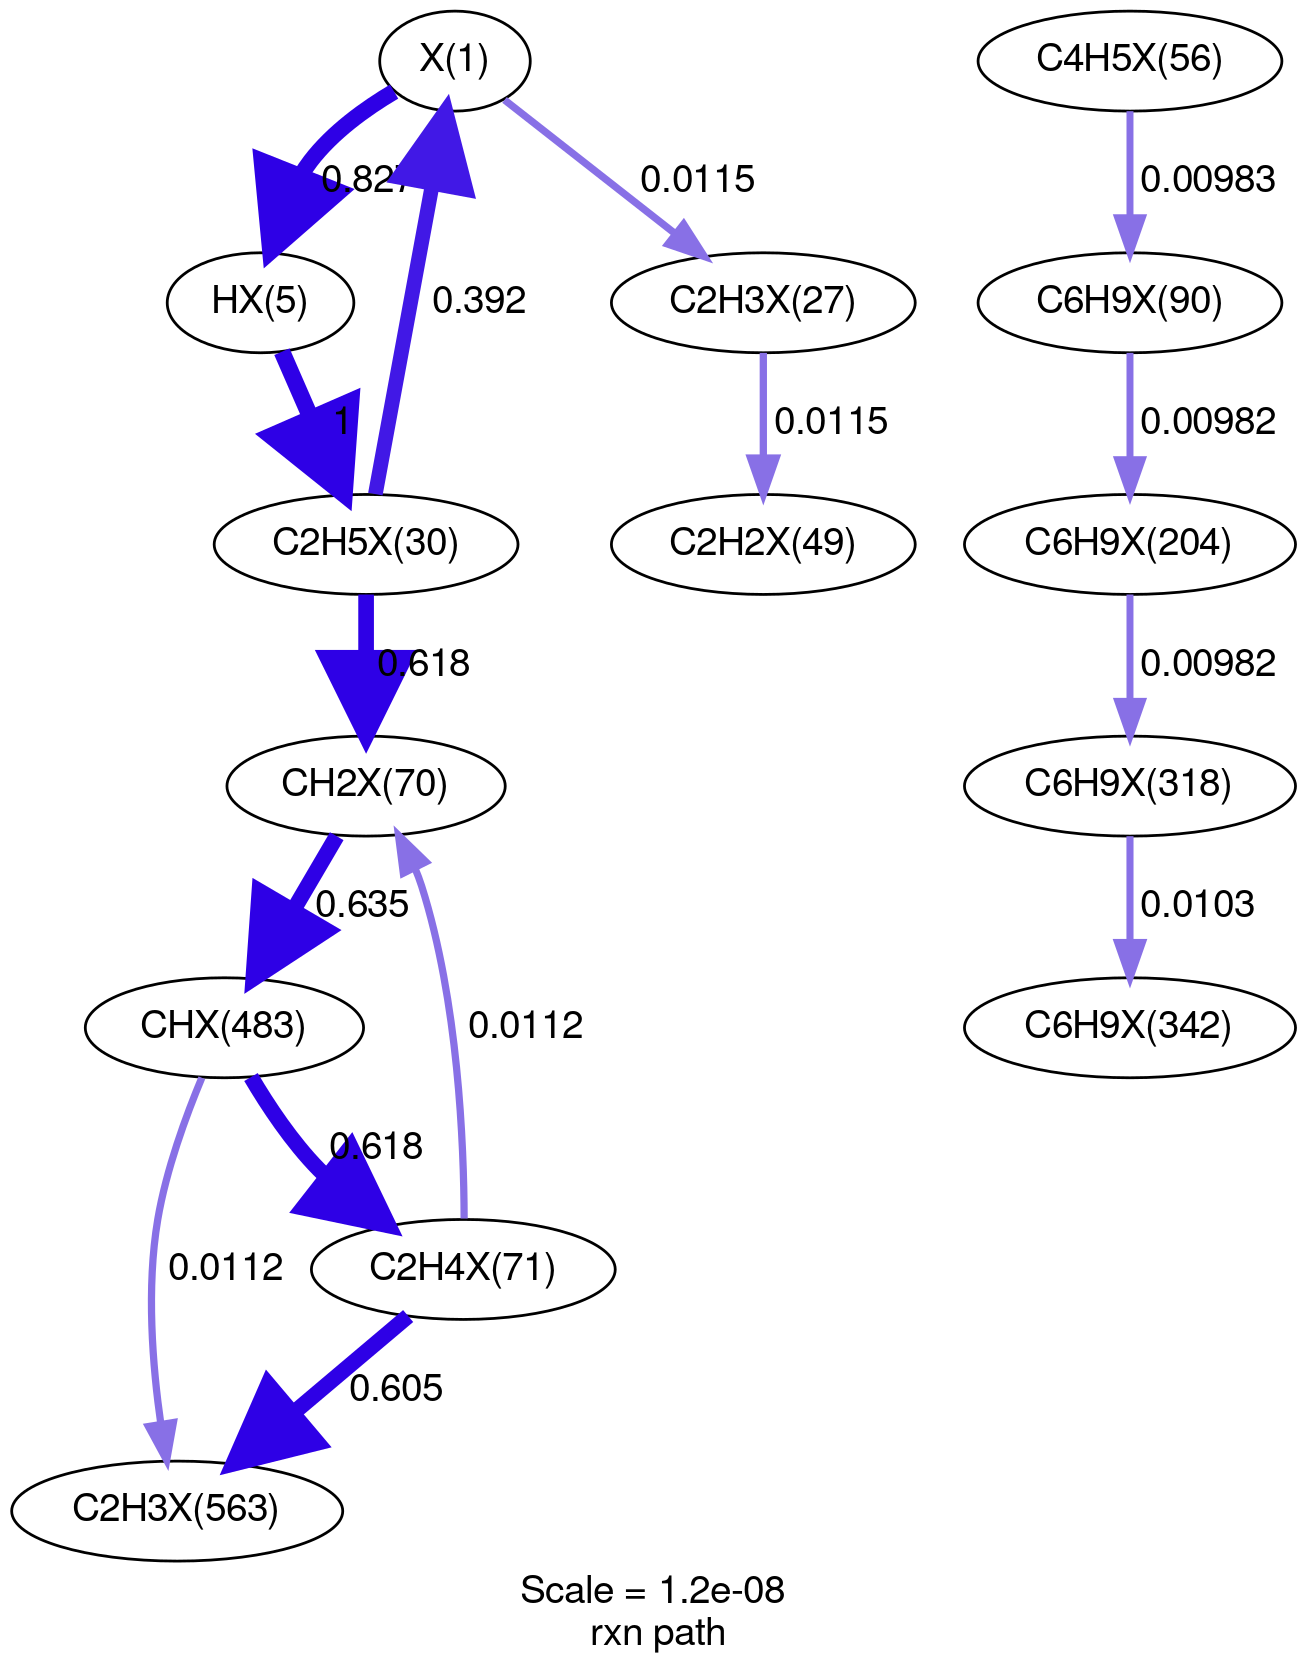 X(1)
C4H5X(56)
0.827
0.0115
0.00983
HX(5)
0.392
C2H3X(27)
C6H9X(90)
1
0.0115
0.00982
C2H5X(30)
C2H2X(49)
C6H9X(204)
0.618
0.00982
CH2X(70)
C6H9X(318)
0.635
0.0103
CHX(483)
0.0112
C6H9X(342)
0.618
0.0112
C2H4X(71)
0.605
C2H3X(563)
Scale = 1.2e-08
rxn path